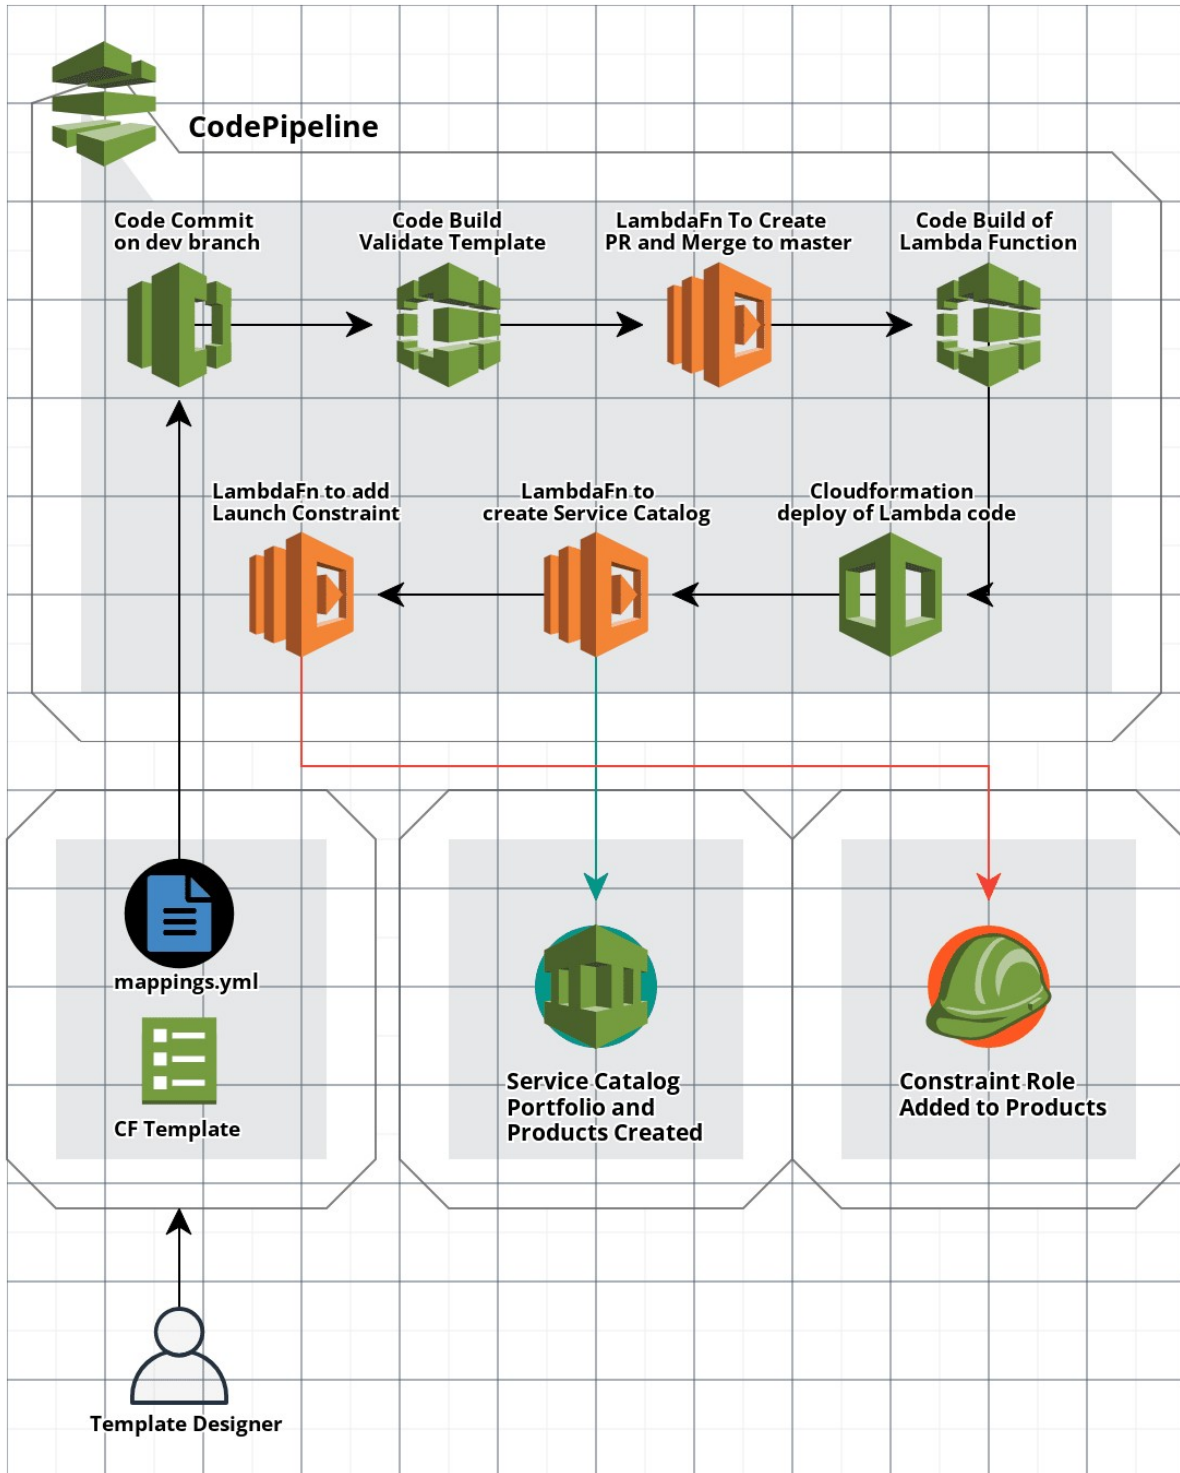 CodePipeline
Code Commit
on dev branch
Code Build
Validate Template
LambdaFn To Create
PR and Merge to master
Code Build of
Lambda Function
LambdaFn to add
Launch Constraint
LambdaFn to
create Service Catalog
Cloudformation
deploy of Lambda code
mappings.yml
CF Template
Service Catalog
Portfolio and
Products Created
Constraint Role
Added to Products
Template Designer